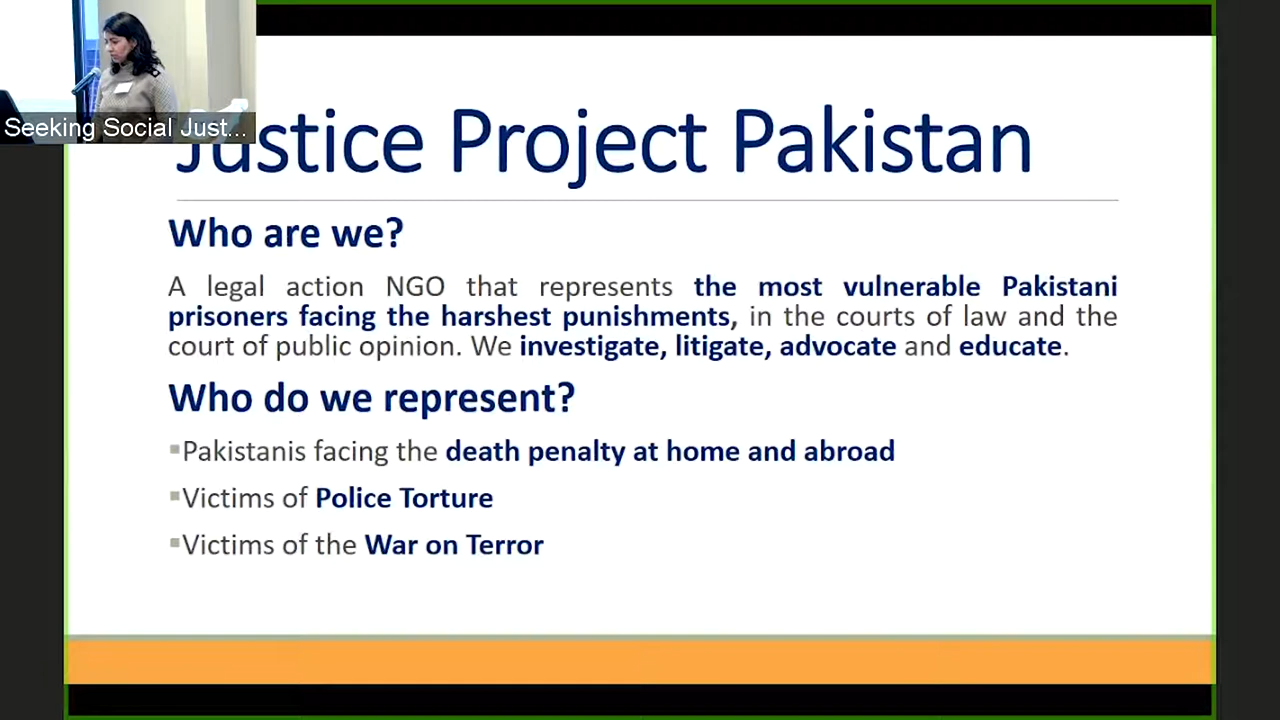 Seeking Social Just...
Justice Project Pakistan
Who are we?
A legal action NGO that represents the most vulnerable Pakistani
prisoners facing the harshest punishments, in the courts of law and the
court of public opinion. We investigate, litigate, advocate and educate.
Who do we represent?
▪Pakistanis facing the death penalty at home and abroad
▪Victims of Police Torture
▪Victims of the War on Terror